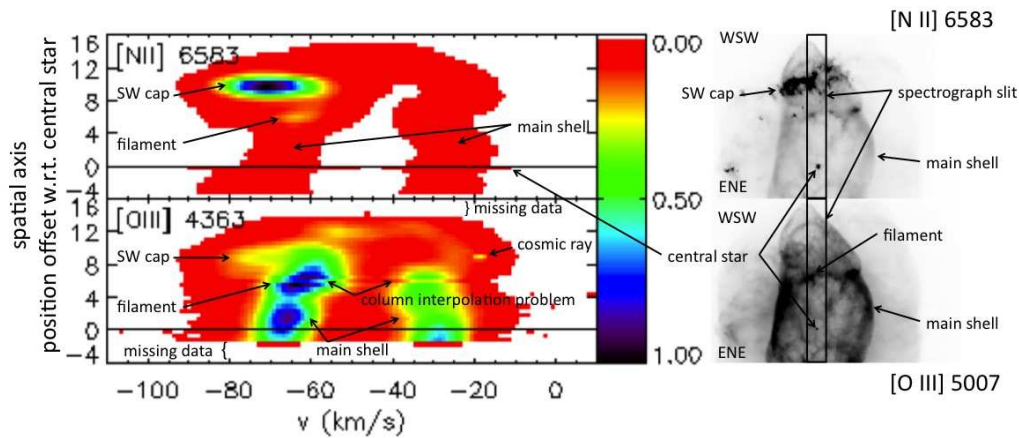 [N II] 6583
[NII] 6583
SW cap
filament
main shell
16
12
8
4
0
−4
[OIII] 4363
} missing data
SW cap
cosmic ray
filament
column interpolation problem
main shell
missing data {
16
12
8
4
0
−4
spatial axis
position offset w.r.t. central star
−100
−80
−60
−40
−20
0
v (km/s)
0.00
0.50
1.00
central star
WSW
SW cap
spectrograph slit
main shell
ENE
WSW
filament
main shell
ENE
[O III] 5007